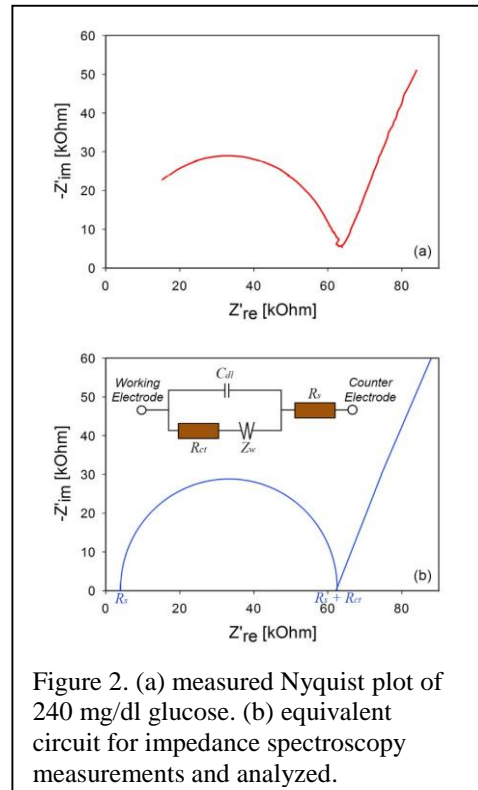 60
50
40
30
20
10
0
-Z'im [kOhm]
0 20 40 60 80
Z're [kOhm]
(a)
60
50
40
30
20
10
0
-Z'im [kOhm]
Cdl
Working
Electrode
Rs
Counter
Electrode
Rct
Zw
(b)
Rs
Rs + Rct
0 20 40 60 80
Z're [kOhm]
Figure 2. (a) measured Nyquist plot of
240 mg/dl glucose. (b) equivalent
circuit for impedance spectroscopy
measurements and analyzed.